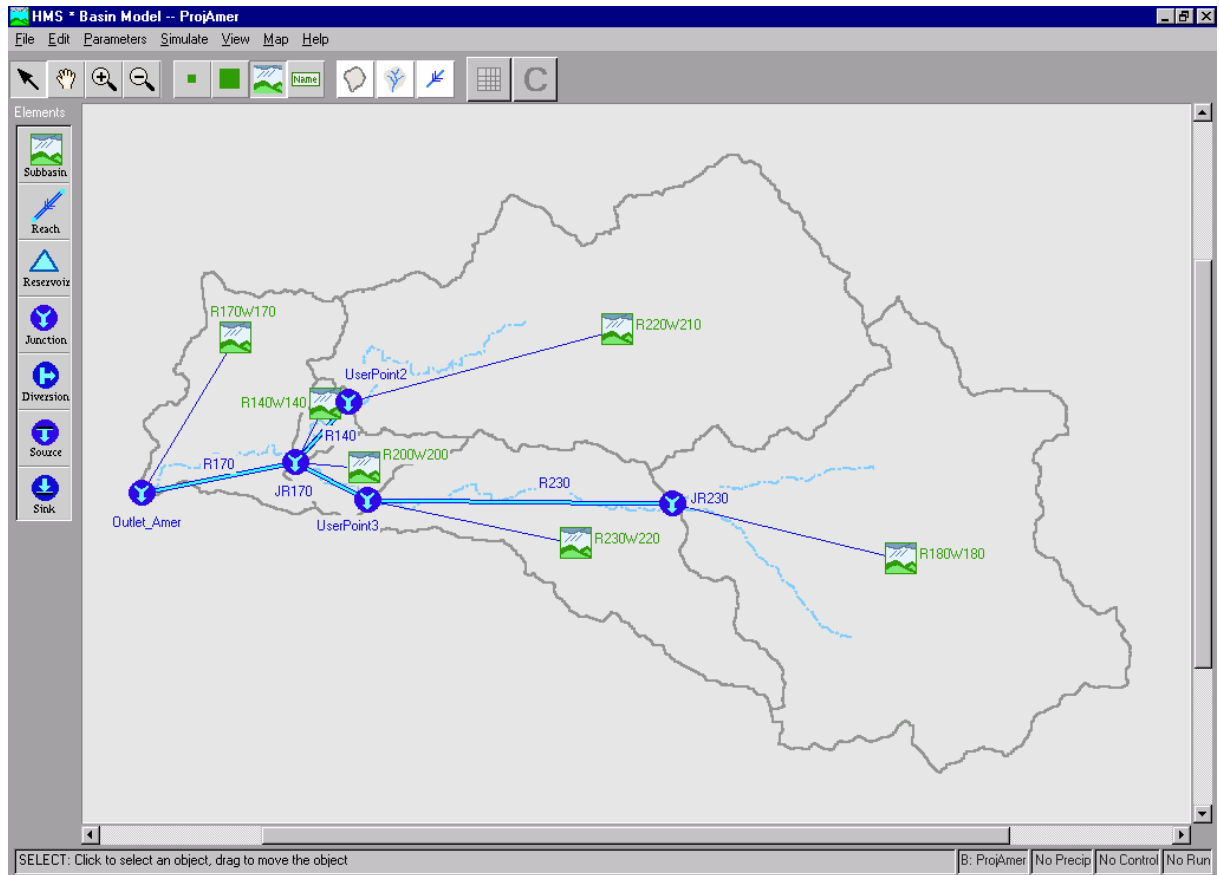 HMS * Basin Model -- ProjAmer
File Edit Parameters Simulate View Map Help
Name
C
Elements
Subbasin
Reach
Reservoir
Junction
Diversion
Source
Sink
R170W170
R220W210
UserPoint2
R140W140
R140
R200W200
R170
JR170
R230
JR230
Outlet_Amer
UserPoint3
R230W220
R180W180
SELECT: Click to select an object, drag to move the object
B: ProjAmer No Precip No Control No Run